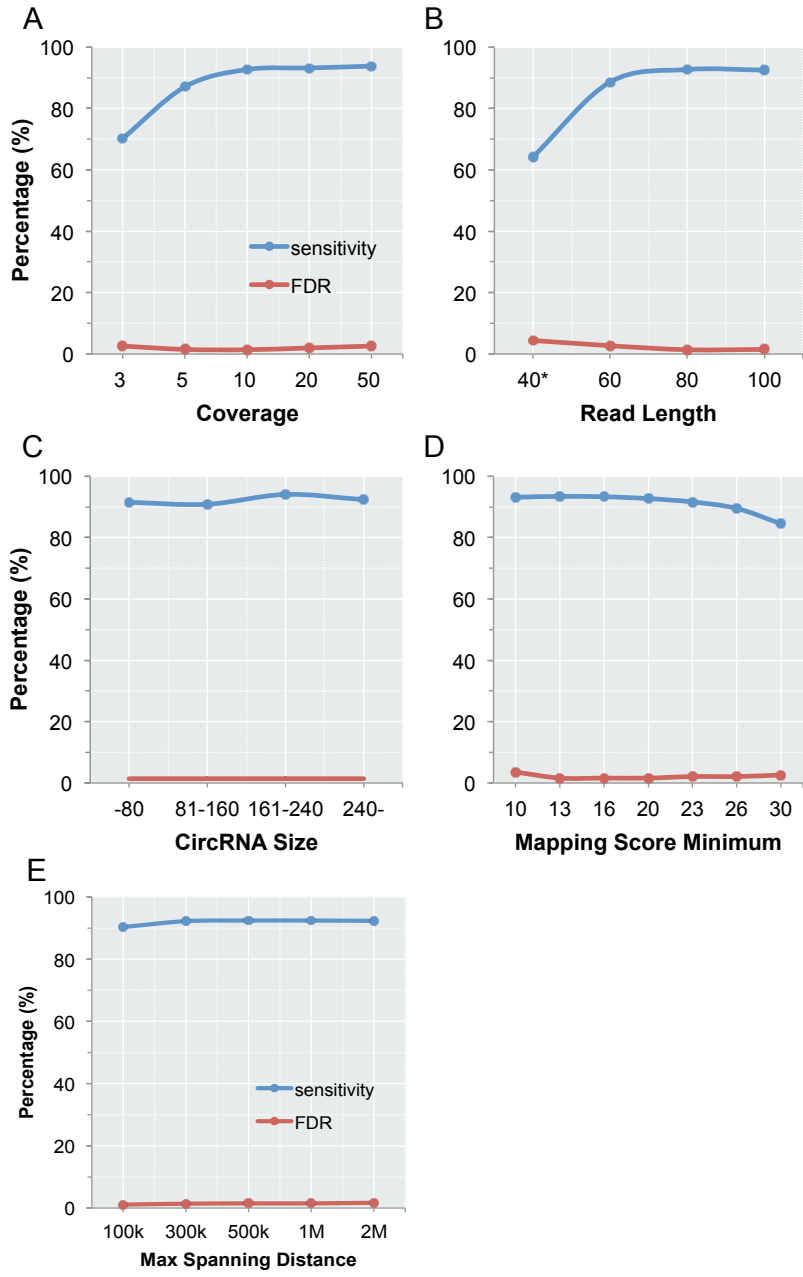 A
Percentage (%)
100
80
60
40
20
0
sensitivity
FDR
3 5 10 20 50
Coverage
B
100
80
60
40
20
0
40* 60 80 100
Read Length
C
Percentage (%)
100
80
60
40
20
0
-80 81-160 161-240 240-
CircRNA Size
D
100
80
60
40
20
0
10 13 16 20 23 26 30
Mapping Score Minimum
E
Percentage (%)
100
80
60
40
20
0
sensitivity
FDR
100k 300k 500k 1M 2M
Max Spanning Distance